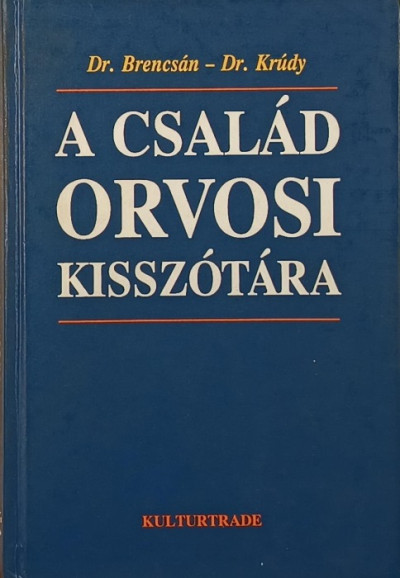 Dr. Brencsán – Dr. Krúdy
A CSALÁD
ORVOSI
KISSZÓTÁRA
KULTURTRADE